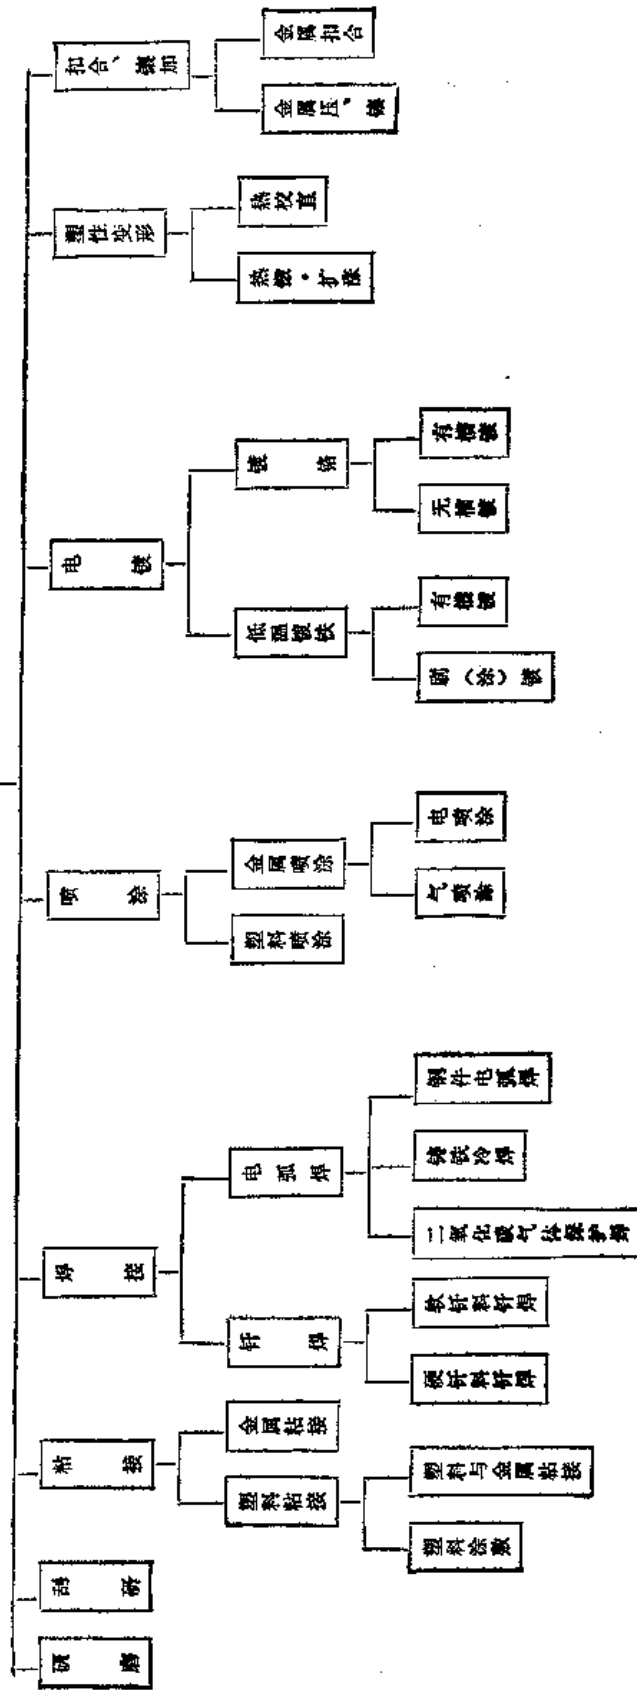 扣合、镶加
金属扣合
金属压、镶
塑性变形
热校直
热镦·扩胀
电镀
镀铬
有槽镀
无槽镀
低温镀铁
有槽镀
刷（涂）镀
喷涂
金属喷涂
电喷涂
气喷涂
塑料喷涂
焊接
电弧焊
钢件电弧焊
铸铁冷焊
二氧化碳气体保护焊
钎焊
软钎料钎焊
硬钎料钎焊
粘接
金属粘接
塑料粘接
塑料与金属粘接
塑料涂敷
刮研
研磨